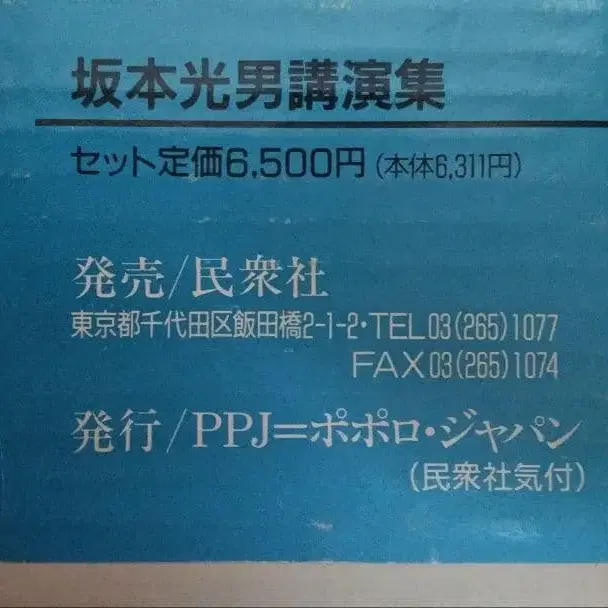 坂本光男講演集
セット定価6,500円(本体6,311円)
発売/民衆社
東京都千代田区飯田橋2-1-2・TEL03(265)1077
FAX03(265)1074
発行/PPJ=ポポロ・ジャパン
(民衆社気付)